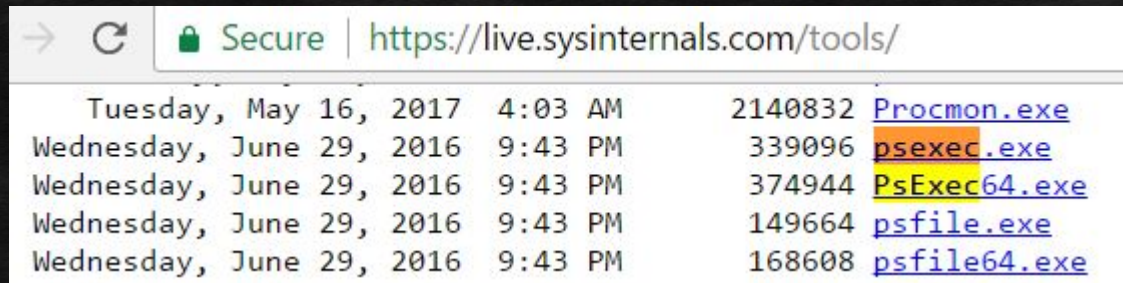 Secure | https://live.sysinternals.com/tools/
Tuesday, May 16, 2017 4:03 AM 2140832 Procmon.exe
Wednesday, June 29, 2016 9:43 PM 339096 psexec.exe
Wednesday, June 29, 2016 9:43 PM 374944 PsExec64.exe
Wednesday, June 29, 2016 9:43 PM 149664 psfile.exe
Wednesday, June 29, 2016 9:43 PM 168608 psfile64.exe